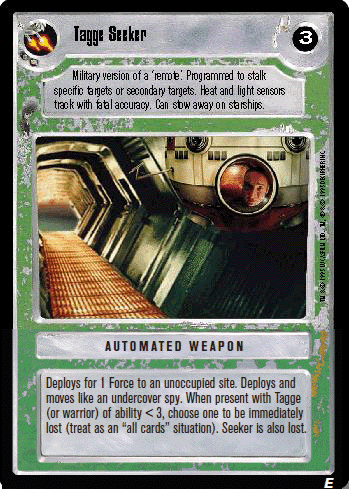 Tagge Seeker
3
Military version of a 'remote'. Programmed to stalk
specific targets or secondary targets. Heat and light sensors
track with fatal accuracy. Can stow away on starships.
AUTOMATED WEAPON
Deploys for 1 Force to an unoccupied site. Deploys and
moves like an undercover spy. When present with Tagge
(or warrior) of ability < 3, choose one to be immediately
lost (treat as an "all cards" situation). Seeker is also lost.
E